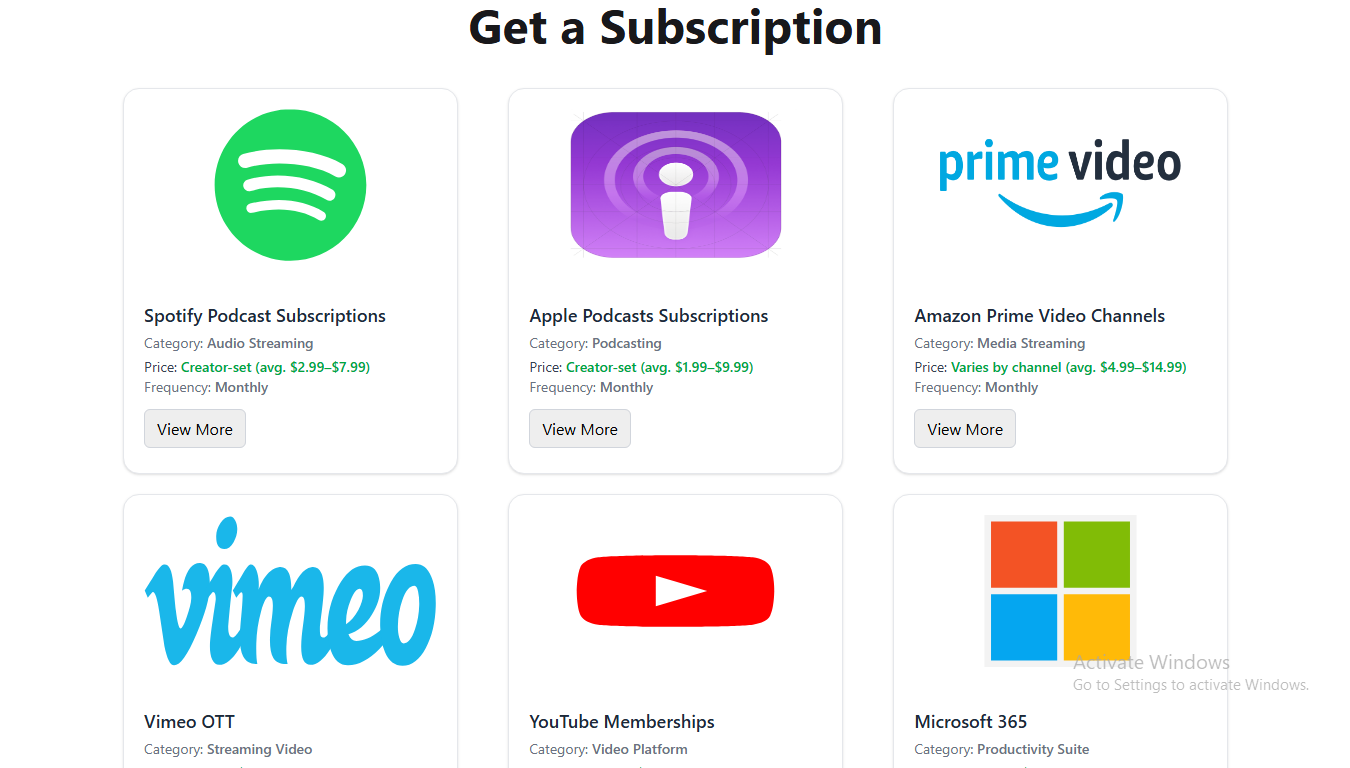 Get a Subscription
prime video
Spotify Podcast Subscriptions
Category: Audio Streaming
Price: Creator-set (avg. $2.99–$7.99)
Frequency: Monthly
View More
Apple Podcasts Subscriptions
Category: Podcasting
Price: Creator-set (avg. $1.99–$9.99)
Frequency: Monthly
View More
Amazon Prime Video Channels
Category: Media Streaming
Price: Varies by channel (avg. $4.99–$14.99)
Frequency: Monthly
View More
vimeo
Vimeo OTT
Category: Streaming Video
YouTube Memberships
Category: Video Platform
Microsoft 365
Category: Productivity Suite
Activate Windows
Go to Settings to activate Windows.